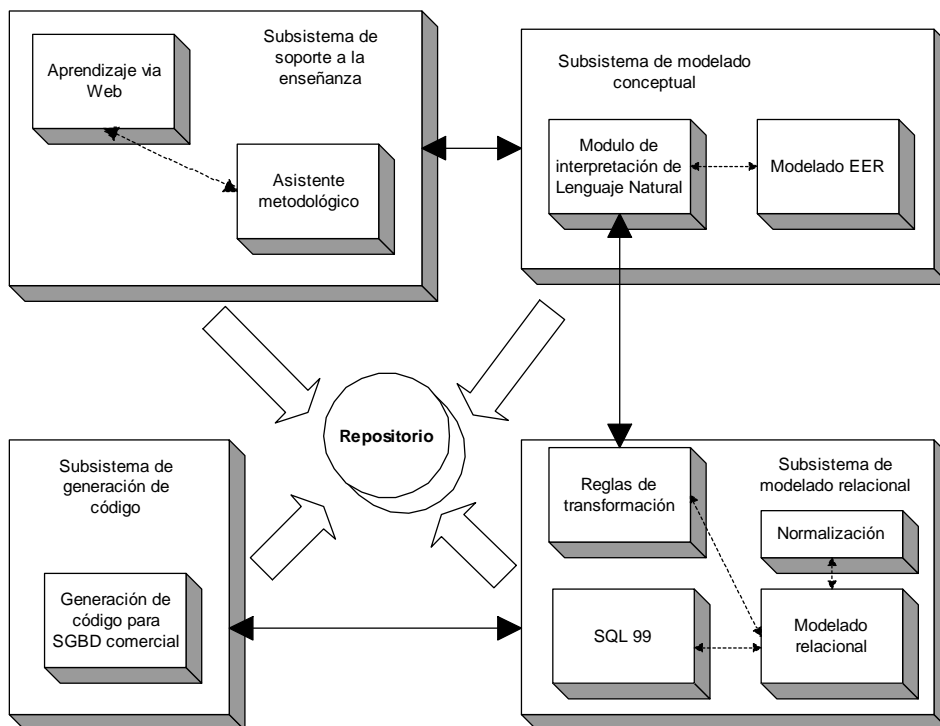 Subsistema de
soporte a la
enseñanza
Aprendizaje via
Web
Asistente
metodológico
Subsistema de modelado
conceptual
Modulo de
interpretación de
Lenguaje Natural
Modelado EER
Repositorio
Subsistema de
generación de
código
Generación de
código para
SGBD comercial
Subsistema de
modelado relacional
Reglas de
transformación
Normalización
SQL 99
Modelado
relacional